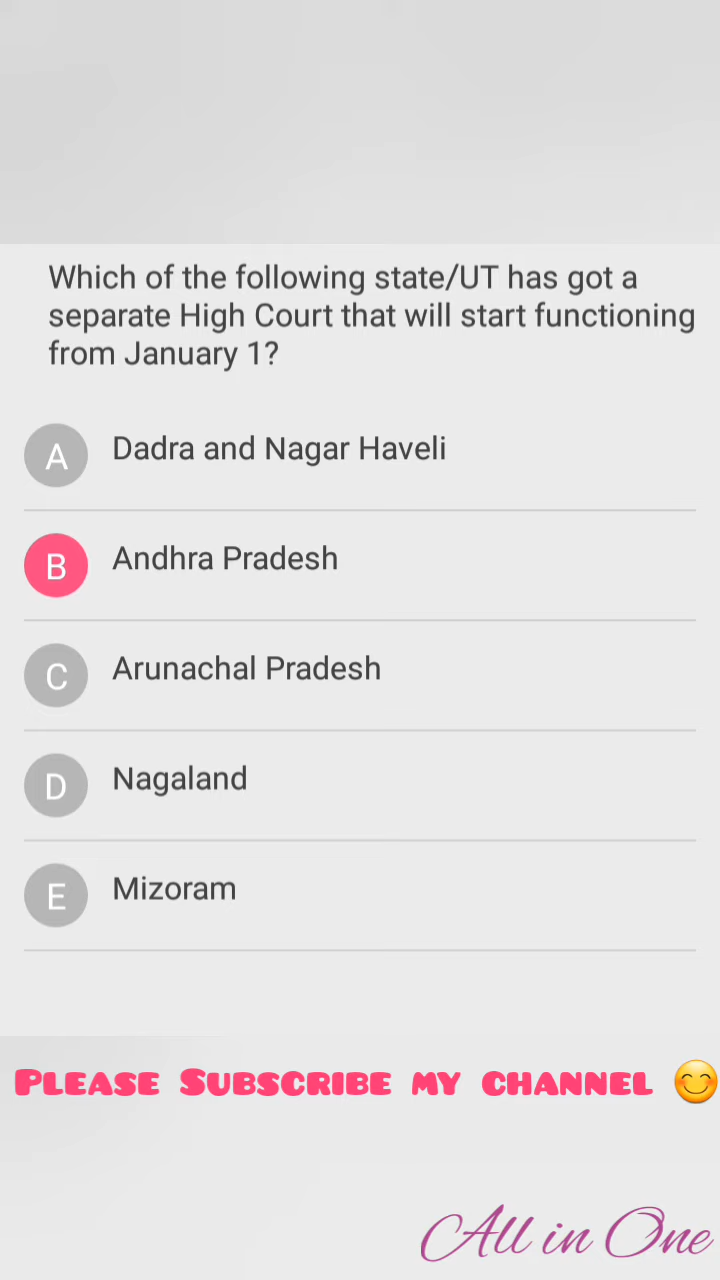 Which of the following state/UT has got a
separate High Court that will start functioning
from January 1?
A Dadra and Nagar Haveli
B Andhra Pradesh
C Arunachal Pradesh
D Nagaland
E Mizoram
Please Subscribe my channel 😊
All in One